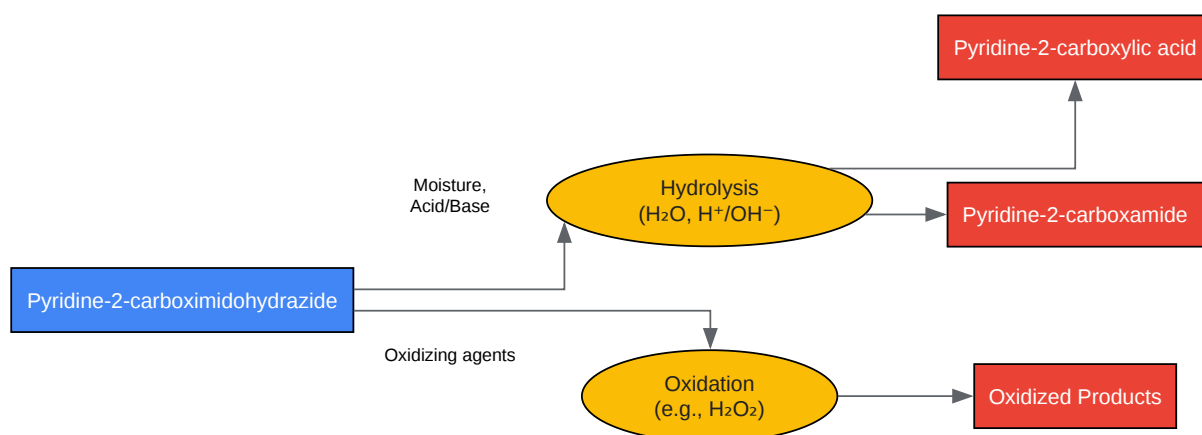 Pyridine-2-carboxylic acid
Moisture,
Acid/Base
Hydrolysis
(H₂O, H⁺/OH⁻)
Pyridine-2-carboxamide
Pyridine-2-carboximidohydrazide
Oxidizing agents
Oxidation
(e.g., H₂O₂)
Oxidized Products